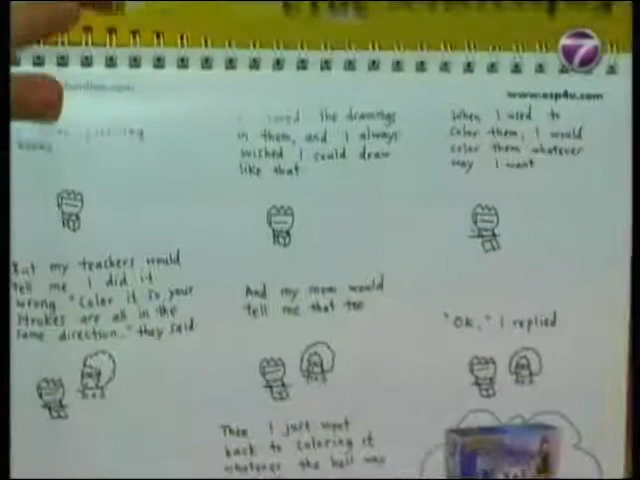 7
www.esp4u.com
books
loved the drawings
in them, and I always
wished I could draw
like that
When I used to
color them, I would
color them whatever
way I want
But my teachers would
tell me I did it
wrong "Color it so your
strokes are all in the
same direction," they said
And my mom would
tell me that too
"OK," I replied
Then I just went
back to coloring it
whatever the hell way